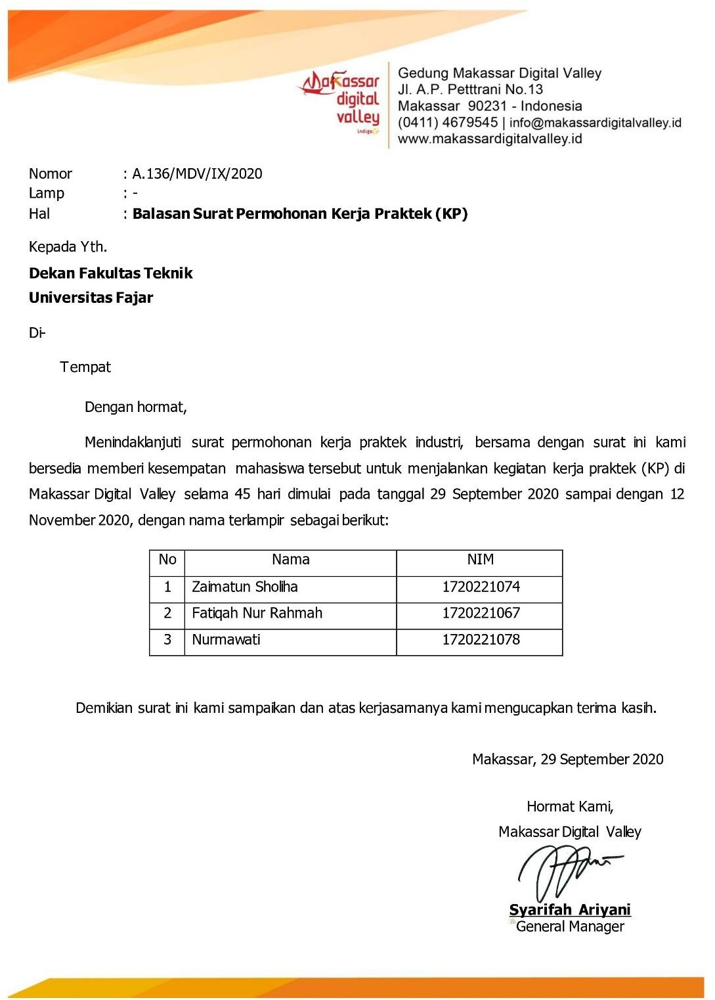 Makassar
digital
valley
indigo
Gedung Makassar Digital Valley
Jl. A.P. Petttrani No.13
Makassar 90231 - Indonesia
(0411) 4679545 | info@makassardigitalvalley.id
www.makassardigitalvalley.id
Nomor : A.136/MDV/IX/2020
Lamp : -
Hal : Balasan Surat Permohonan Kerja Praktek (KP)
Kepada Yth.
Dekan Fakultas Teknik
Universitas Fajar
Di-
Tempat
Dengan hormat,
Menindaklanjuti surat permohonan kerja praktek industri, bersama dengan surat ini kami
bersedia memberi kesempatan mahasiswa tersebut untuk menjalankan kegiatan kerja praktek (KP) di
Makassar Digital Valley selama 45 hari dimulai pada tanggal 29 September 2020 sampai dengan 12
November 2020, dengan nama terlampir sebagai berikut:
No Nama NIM
1 Zaimatun Sholiha 1720221074
2 Fatiqah Nur Rahmah 1720221067
3 Nurmawati 1720221078
Demikian surat ini kami sampaikan dan atas kerjasamanya kami mengucapkan terima kasih.
Makassar, 29 September 2020
Hormat Kami,
Makassar Digital Valley
Syarifah Ariyani
General Manager